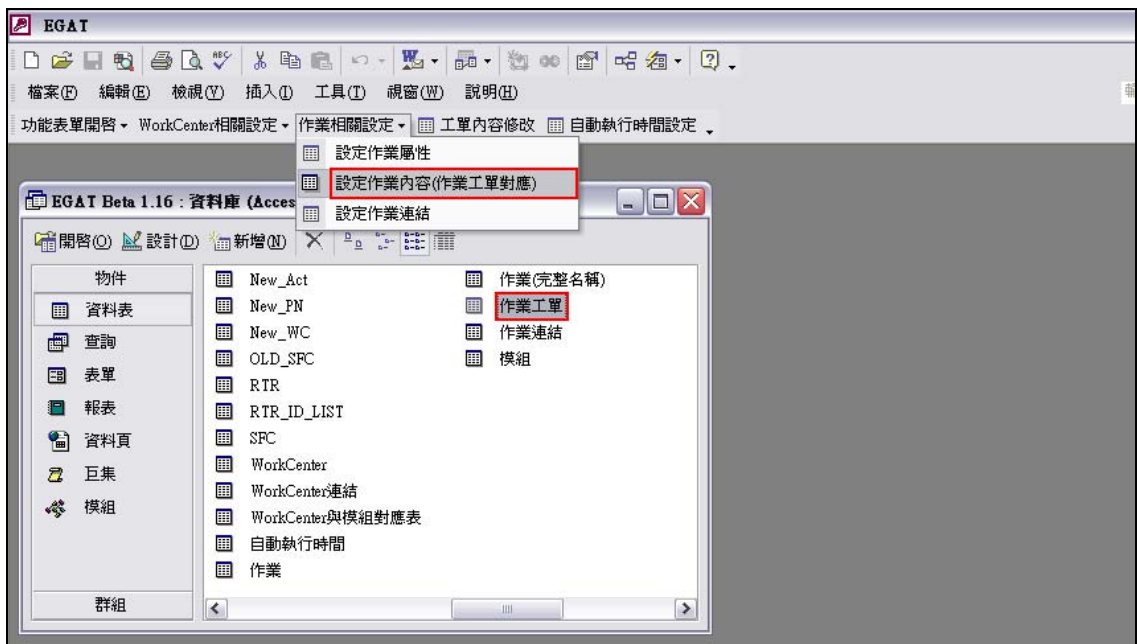 EGAT
檔案(F) 編輯(E) 檢視(V) 插入(I) 工具(T) 視窗(W) 說明(H)
功能表單開啓 WorkCenter相關設定 作業相關設定 工單內容修改 自動執行時間設定
設定作業屬性
設定作業內容(作業工單對應)
設定作業連結
EGAT Beta 1.16 : 資料庫 (Acces
開啓(O) 設計(D) 新增(N)
物件
資料表
查詢
表單
報表
資料頁
巨集
模組
群組
New_Act
New_PN
New_WC
OLD_SFC
RTR
RTR_ID_LIST
SFC
WorkCenter
WorkCenter連結
WorkCenter與模組對應表
自動執行時間
作業
作業(完整名稱)
作業工單
作業連結
模組